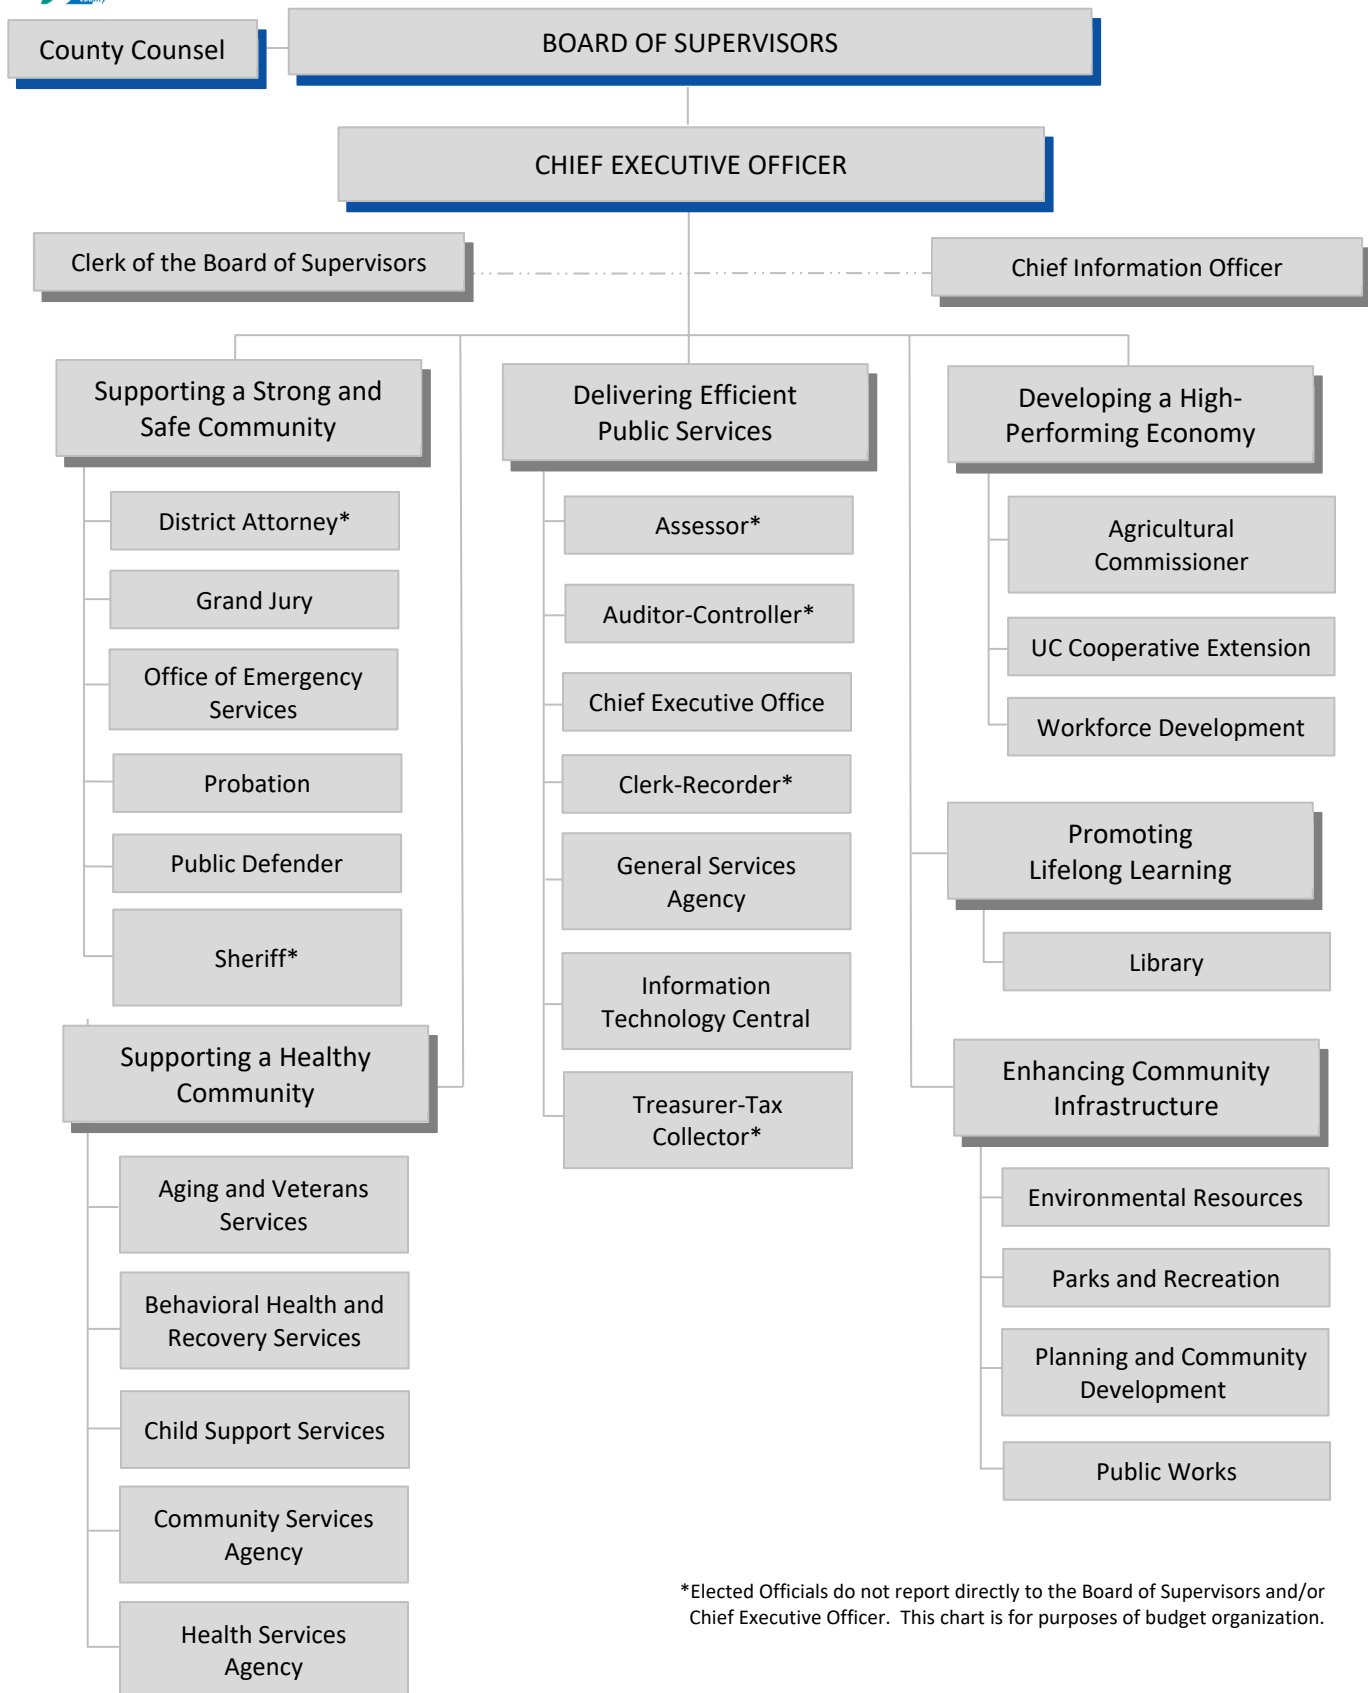 County
County Counsel
BOARD OF SUPERVISORS
CHIEF EXECUTIVE OFFICER
Clerk of the Board of Supervisors
Chief Information Officer
Supporting a Strong and
Safe Community
District Attorney*
Grand Jury
Office of Emergency
Services
Probation
Public Defender
Sheriff*
Supporting a Healthy
Community
Aging and Veterans
Services
Behavioral Health and
Recovery Services
Child Support Services
Community Services
Agency
Health Services
Agency
Delivering Efficient
Public Services
Assessor*
Auditor-Controller*
Chief Executive Office
Clerk-Recorder*
General Services
Agency
Information
Technology Central
Treasurer-Tax
Collector*
Developing a High-
Performing Economy
Agricultural
Commissioner
UC Cooperative Extension
Workforce Development
Promoting
Lifelong Learning
Library
Enhancing Community
Infrastructure
Environmental Resources
Parks and Recreation
Planning and Community
Development
Public Works
*Elected Officials do not report directly to the Board of Supervisors and/or
Chief Executive Officer. This chart is for purposes of budget organization.